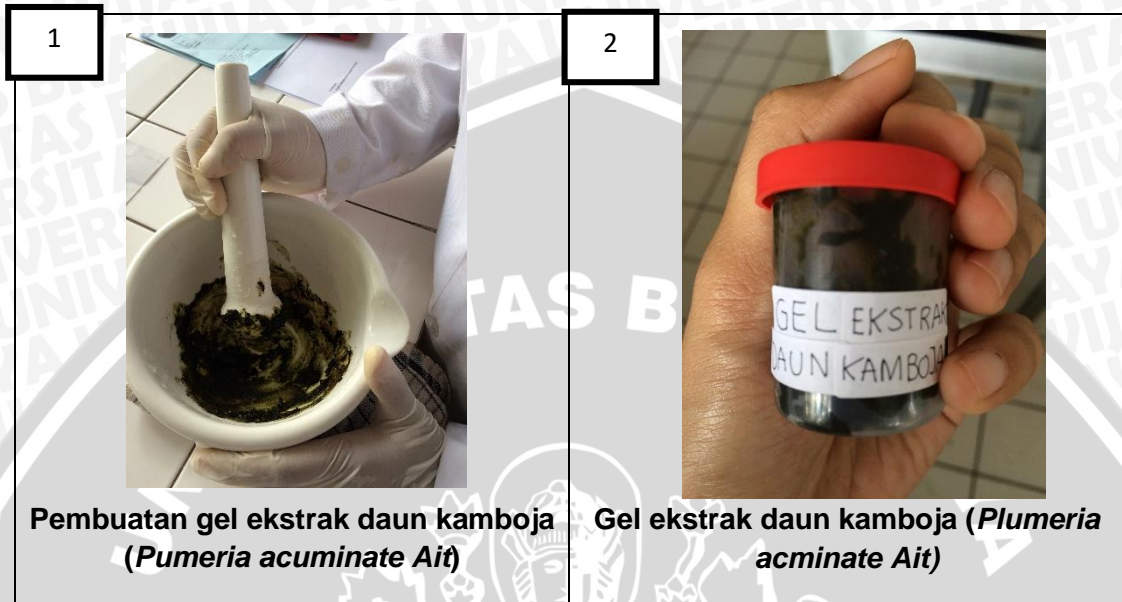 1
2
GEL EKSTRAK
DAUN KAMBOJA
TAS B
Pembuatan gel ekstrak daun kamboja
(Pumeria acuminate Ait)
Gel ekstrak daun kamboja (Plumeria
acminate Ait)